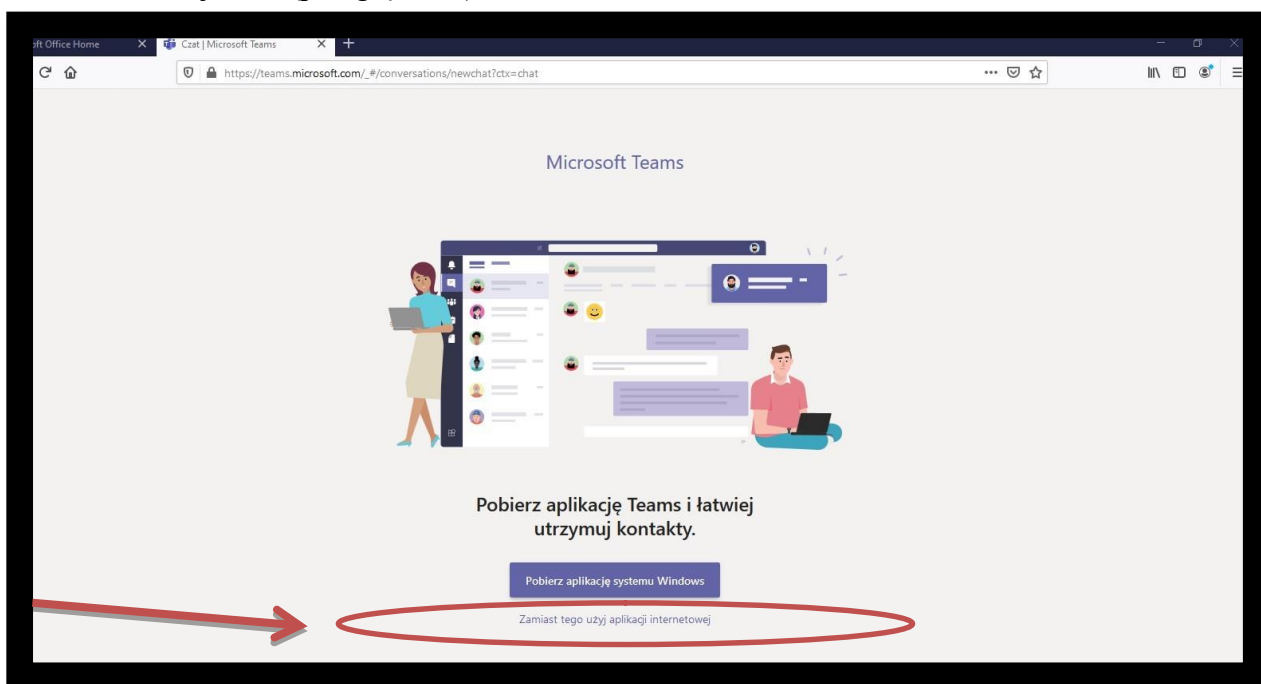 oft Office Home
Czat | Microsoft Teams
https://teams.microsoft.com/_#/conversations/newchat?ctx=chat
Microsoft Teams
Pobierz aplikację Teams i łatwiej
utrzymuj kontakty.
Pobierz aplikację systemu Windows
Zamiast tego użyj aplikacji internetowej